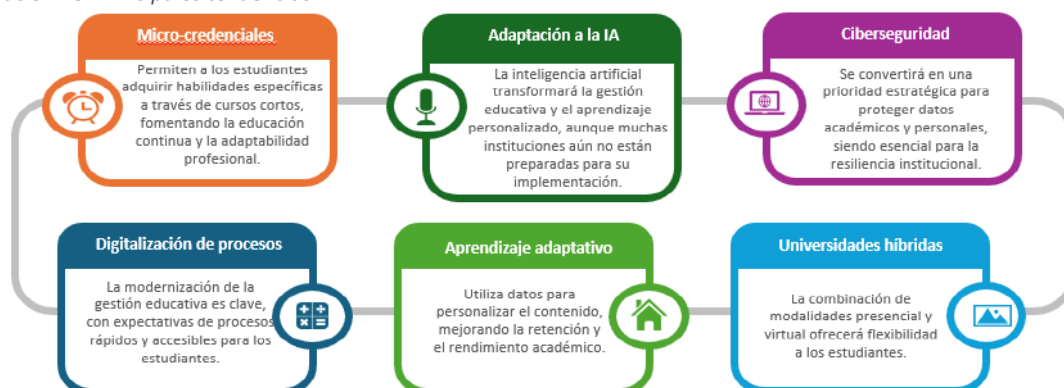 Micro-credenciales
Permiten a los estudiantes
adquirir habilidades específicas
a través de cursos cortos,
fomentando la educación
continua y la adaptabilidad
profesional.
Adaptación a la IA
La inteligencia artificial
transformará la gestión
educativa y el aprendizaje
personalizado, aunque muchas
instituciones aún no están
preparadas para su
implementación.
Ciberseguridad
Se convertirá en una
prioridad estratégica para
proteger datos
académicos y personales,
siendo esencial para la
resiliencia institucional.
Digitalización de procesos
La modernización de la
gestión educativa es clave,
con expectativas de procesos
rápidos y accesibles para los
estudiantes.
Aprendizaje adaptativo
Utiliza datos para
personalizar el contenido,
mejorando la retención y
el rendimiento académico.
Universidades híbridas
La combinación de
modalidades presencial y
virtual ofrecerá flexibilidad
a los estudiantes.